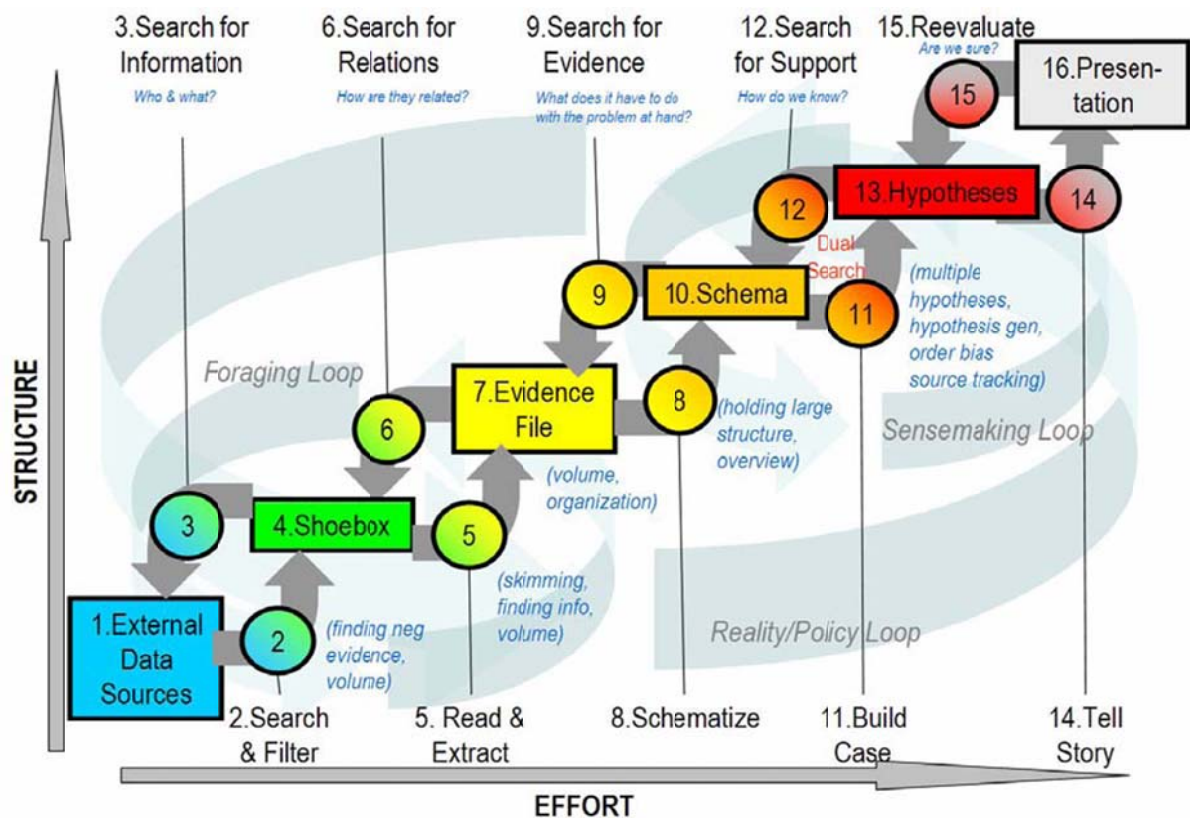 3.Search for
Information
Who & what?
6.Search for
Relations
How are they related?
9.Search for
Evidence
What does it have to do
with the problem at hard?
12.Search
for Support
How do we know?
15.Reevaluate
Are we sure?
16.Presen-
tation
15
14
13.Hypotheses
12
Dual
Search
11
(multiple
hypotheses,
hypothesis gen,
order bias
source tracking)
10.Schema
9
Foraging Loop
7.Evidence
File
8
(holding large
structure,
overview)
Sensemaking Loop
6
(volume,
organization)
3
4.Shoebox
5
(skimming,
finding info,
volume)
1.External
Data
Sources
2
(finding neg
evidence,
volume)
Reality/Policy Loop
2.Search
& Filter
5. Read &
Extract
8.Schematize
11.Build
Case
14.Tell
Story
STRUCTURE
EFFORT